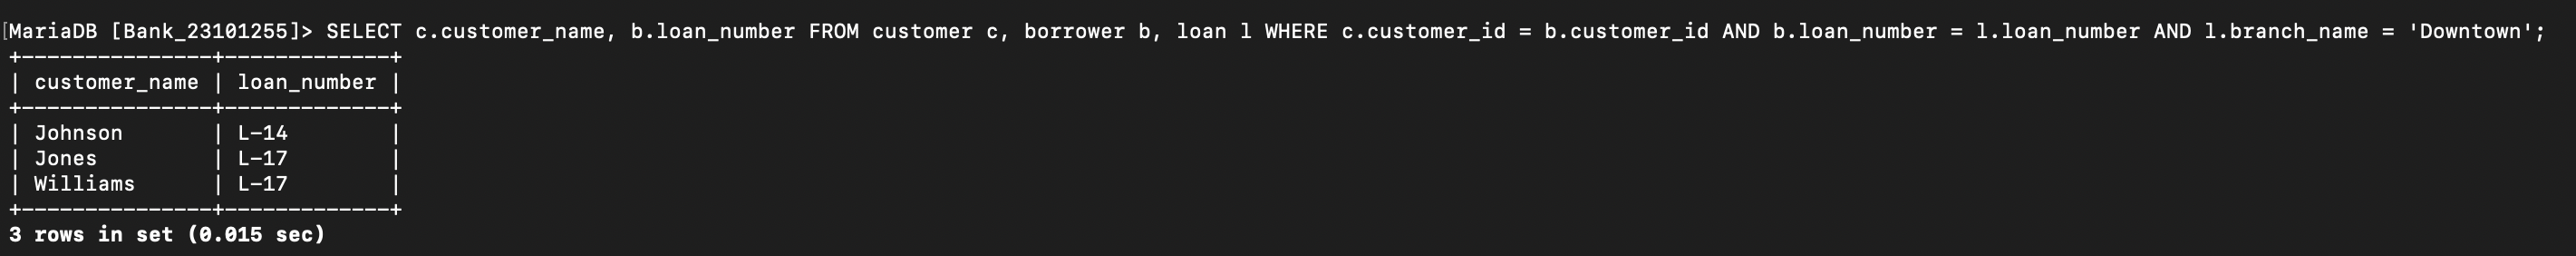 [MariaDB [Bank_23101255]> SELECT c.customer_name, b.loan_number FROM customer c, borrower b, loan l WHERE c.customer_id = b.customer_id AND b.loan_number = l.loan_number AND l.branch_name = 'Downtown';
+---------------+-------------+
| customer_name | loan_number |
+---------------+-------------+
| Johnson       | L-14        |
| Jones         | L-17        |
| Williams      | L-17        |
+---------------+-------------+
3 rows in set (0.015 sec)